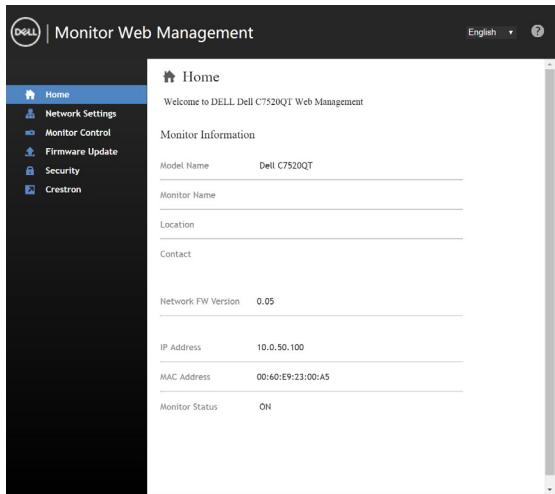 DELL | Monitor Web Management
English
?
Home
Network Settings
Monitor Control
Firmware Update
Security
Crestron
Home
Welcome to DELL Dell C7520QT Web Management
Monitor Information
Model Name Dell C7520QT
Monitor Name
Location
Contact
Network FW Version 0.05
IP Address 10.0.50.100
MAC Address 00:60:E9:23:00:A5
Monitor Status ON